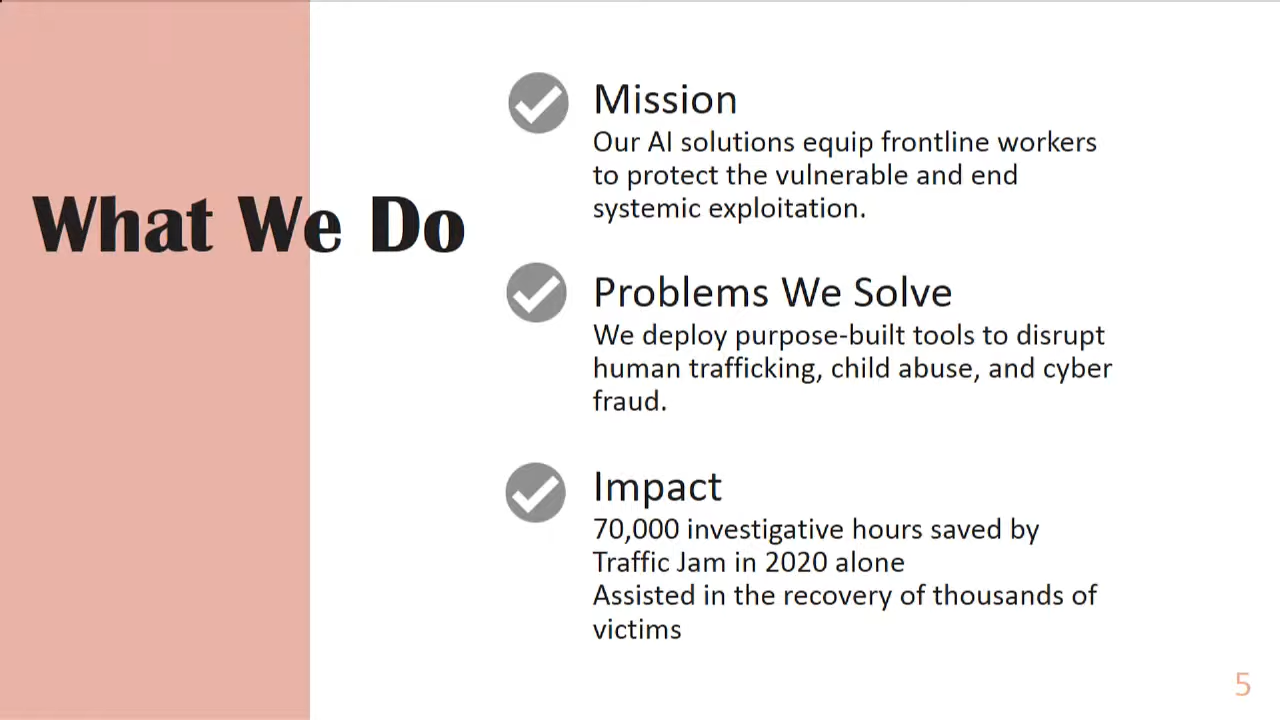 What We Do
Mission
Our AI solutions equip frontline workers
to protect the vulnerable and end
systemic exploitation.
Problems We Solve
We deploy purpose-built tools to disrupt
human trafficking, child abuse, and cyber
fraud.
Impact
70,000 investigative hours saved by
Traffic Jam in 2020 alone
Assisted in the recovery of thousands of
victims
5